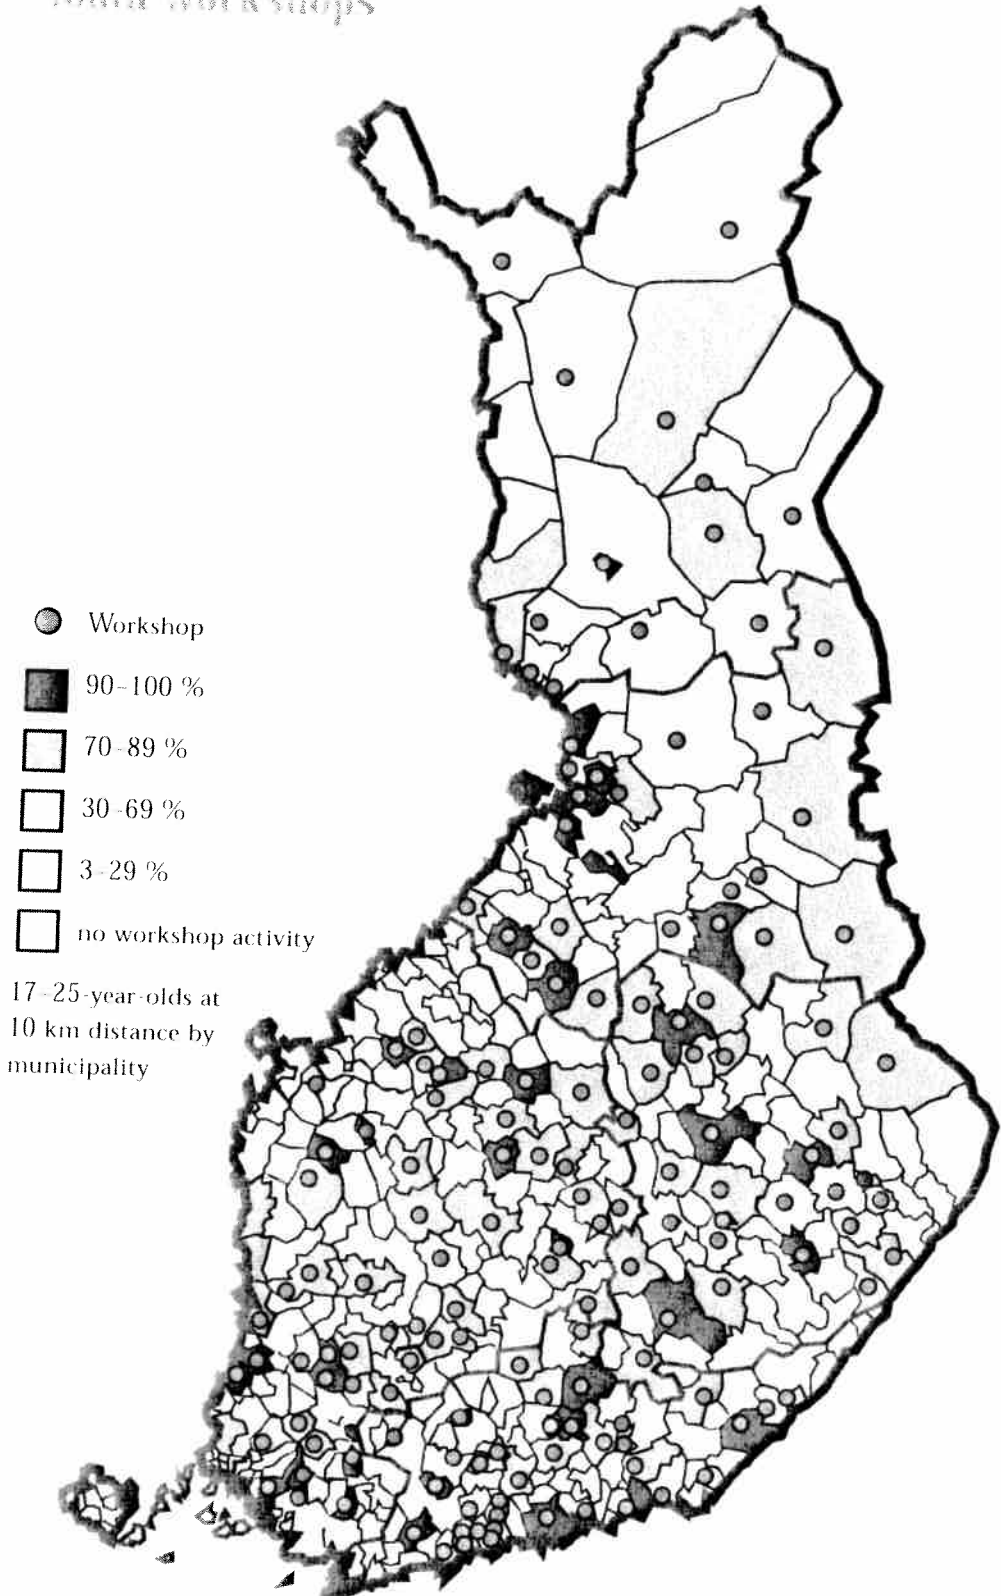 workshops
Workshop
90-100 %
70-89 %
30-69 %
3-29 %
no workshop activity
17-25-year-olds at
10 km distance by
municipality